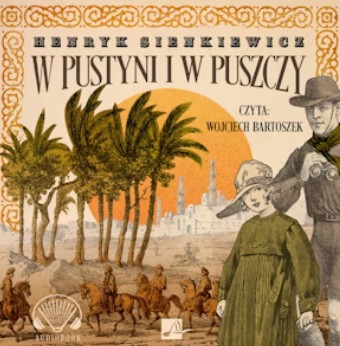 HENRYK SIENKIEWICZ
W PUSTYNI I W PUSZCZY
CZYTA:
WOJCIECH BARTOSZEK
AUDIOBOOK